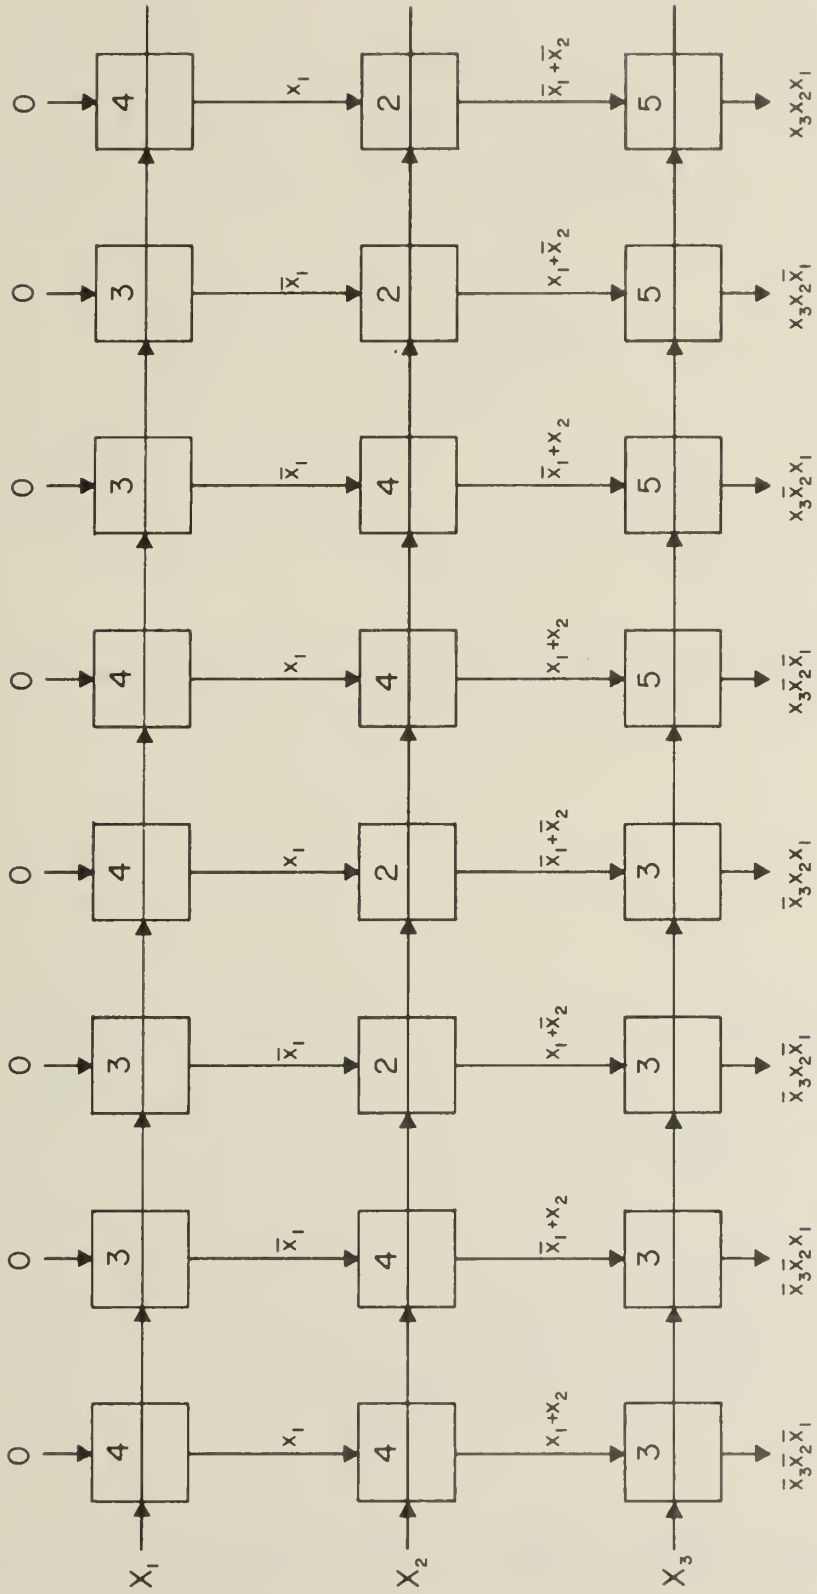 0 0 0 0 0 0 0 0
X₁ 4 3 3 4 4 3 3 4
x₁ x̄₁ x̄₁ x₁ x₁ x̄₁ x̄₁ x₁
X₂ 4 4 2 2 4 4 2 2
x₁+x₂ x̄₁+x₂ x₁+x̄₂ x̄₁+x̄₂ x₁+x₂ x̄₁+x₂ x₁+x̄₂ x̄₁+x̄₂
X₃ 3 3 3 3 5 5 5 5
x̄₃x̄₂x̄₁ x̄₃x̄₂x₁ x̄₃x₂x̄₁ x̄₃x₂x₁ x₃x̄₂x̄₁ x₃x̄₂x₁ x₃x₂x̄₁ x₃x₂x₁